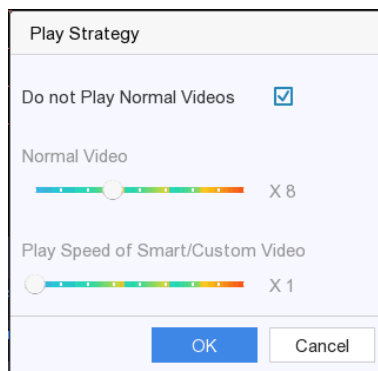 Play Strategy
Do not Play Normal Videos
Normal Video
X 8
Play Speed of Smart/Custom Video
X 1
OK
Cancel